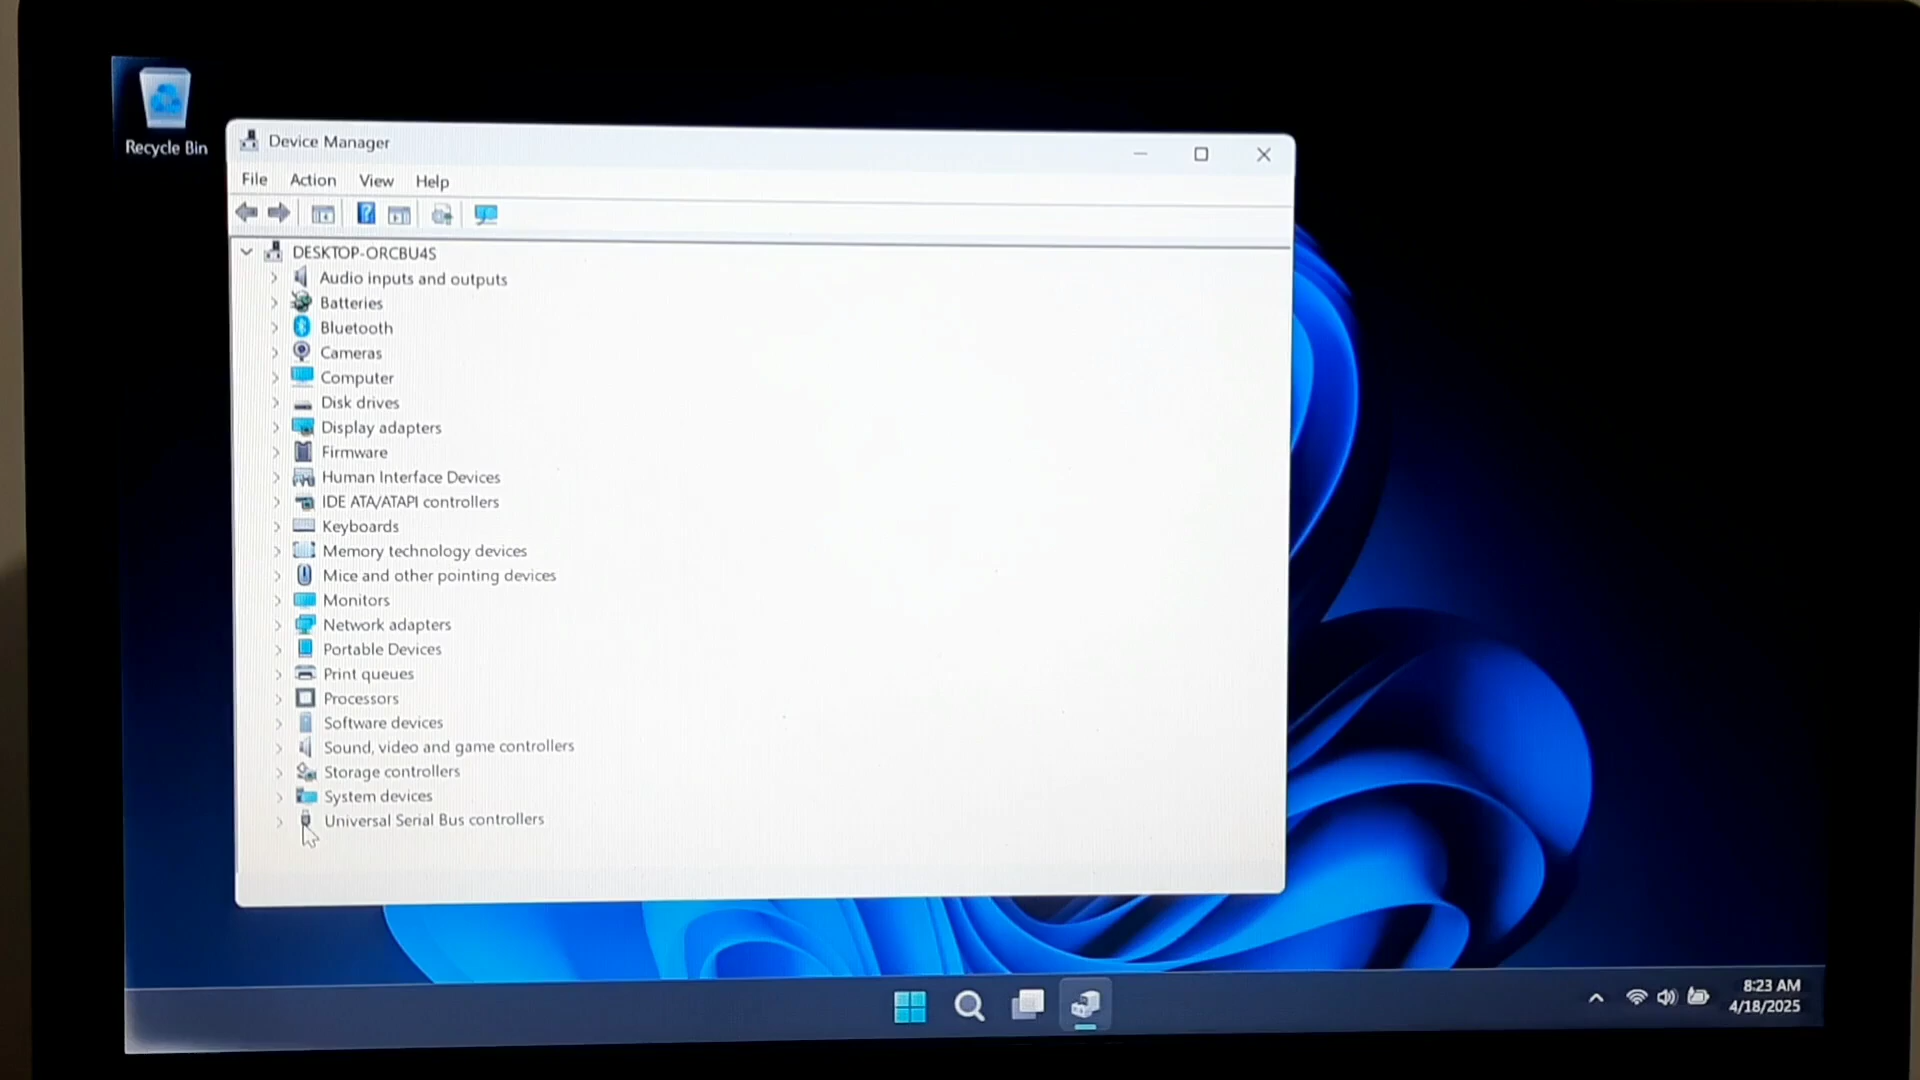 Recycle Bin
Device Manager
File Action View Help
DESKTOP-ORCBU4S
Audio inputs and outputs
Batteries
Bluetooth
Cameras
Computer
Disk drives
Display adapters
Firmware
Human Interface Devices
IDE ATA/ATAPI controllers
Keyboards
Memory technology devices
Mice and other pointing devices
Monitors
Network adapters
Portable Devices
Print queues
Processors
Software devices
Sound, video and game controllers
Storage controllers
System devices
Universal Serial Bus controllers
8:23 AM
4/18/2025